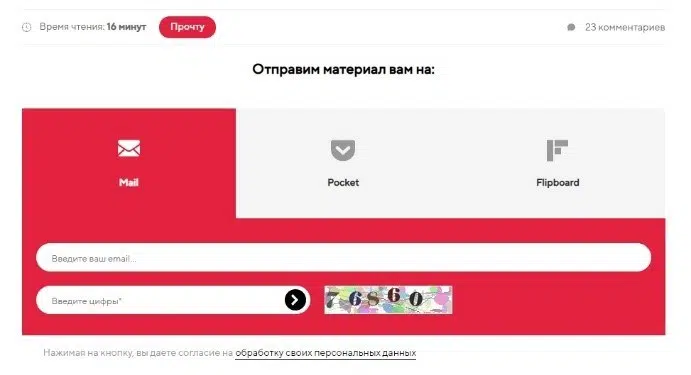 Время чтения: 16 минут Прочту 23 комментариев
Отправим материал вам на:
Mail Pocket Flipboard
Введите ваш email...
Введите цифры* 76860
Нажимая на кнопку, вы даете согласие на обработку своих персональных данных